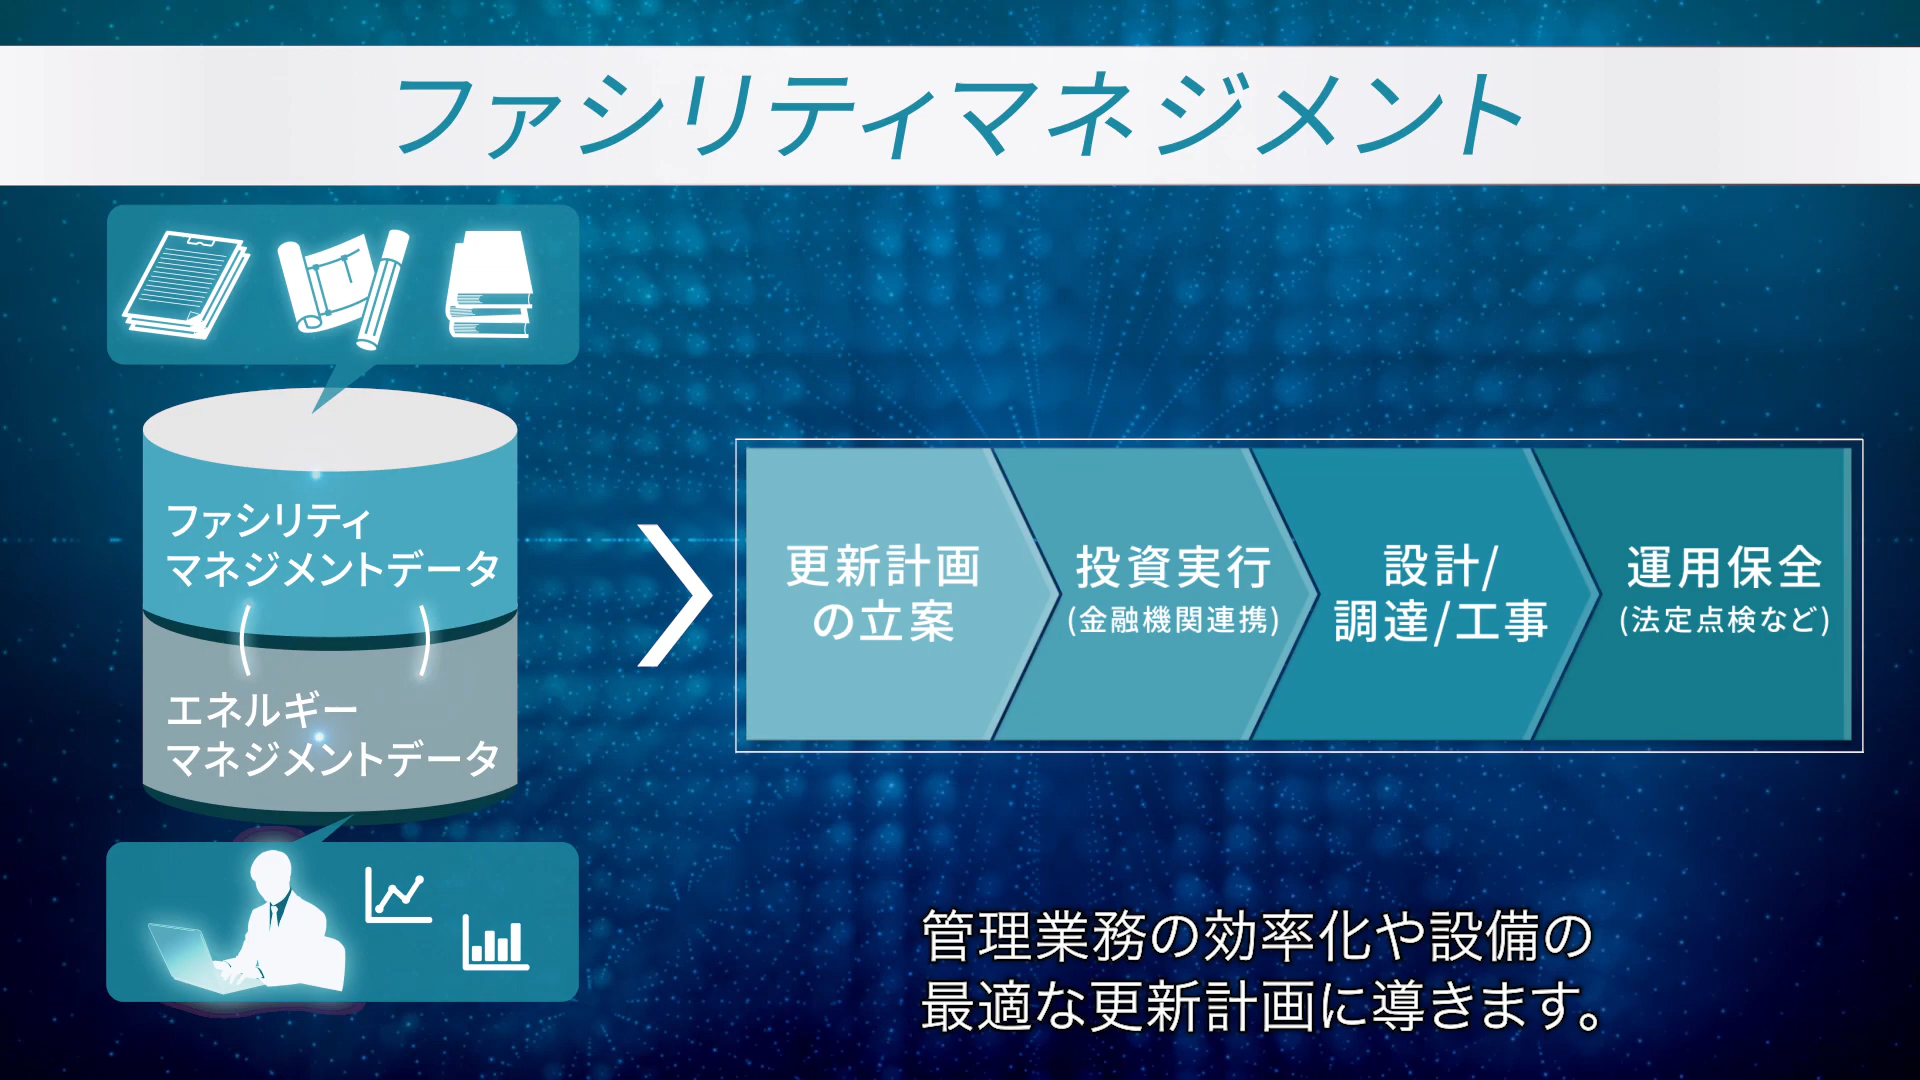 ファシリティマネジメント
ファシリティ
マネジメントデータ
エネルギー
マネジメントデータ
更新計画
の立案
投資実行
(金融機関連携)
設計/
調達/工事
運用保全
(法定点検など)
管理業務の効率化や設備の
最適な更新計画に導きます。